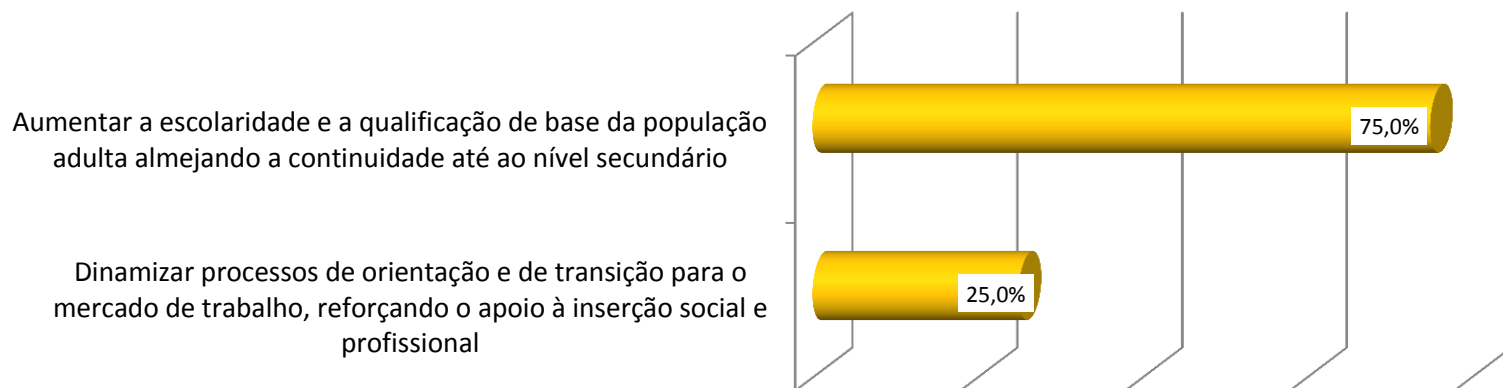 Aumentar a escolaridade e a qualificação de base da população
adulta almejando a continuidade até ao nível secundário
75,0%
Dinamizar processos de orientação e de transição para o
mercado de trabalho, reforçando o apoio à inserção social e
profissional
25,0%